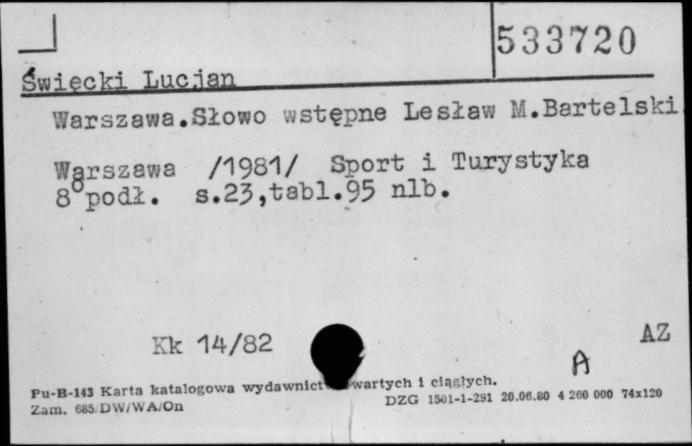 533720
Święcki Lucjan
Warszawa.Słowo wstępne Lesław M.Bartelski
Warszawa /1981/ Sport i Turystyka
8° podł. s.23,tabl.95 nlb.
Kk 14/82
AZ
A
Pu-B-143 Karta katalogowa wydawnict wartych i ciągłych.
Zam. 685/DW/WA/On
DZG 1501-1-291 20.06.80 4 260 000 74x120